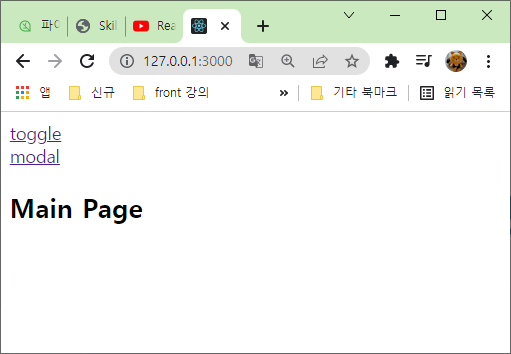 파이
Skil
Rea
127.0.0.1:3000
앱 신규 front 강의 » 기타 북마크 읽기 목록
toggle
modal
Main Page